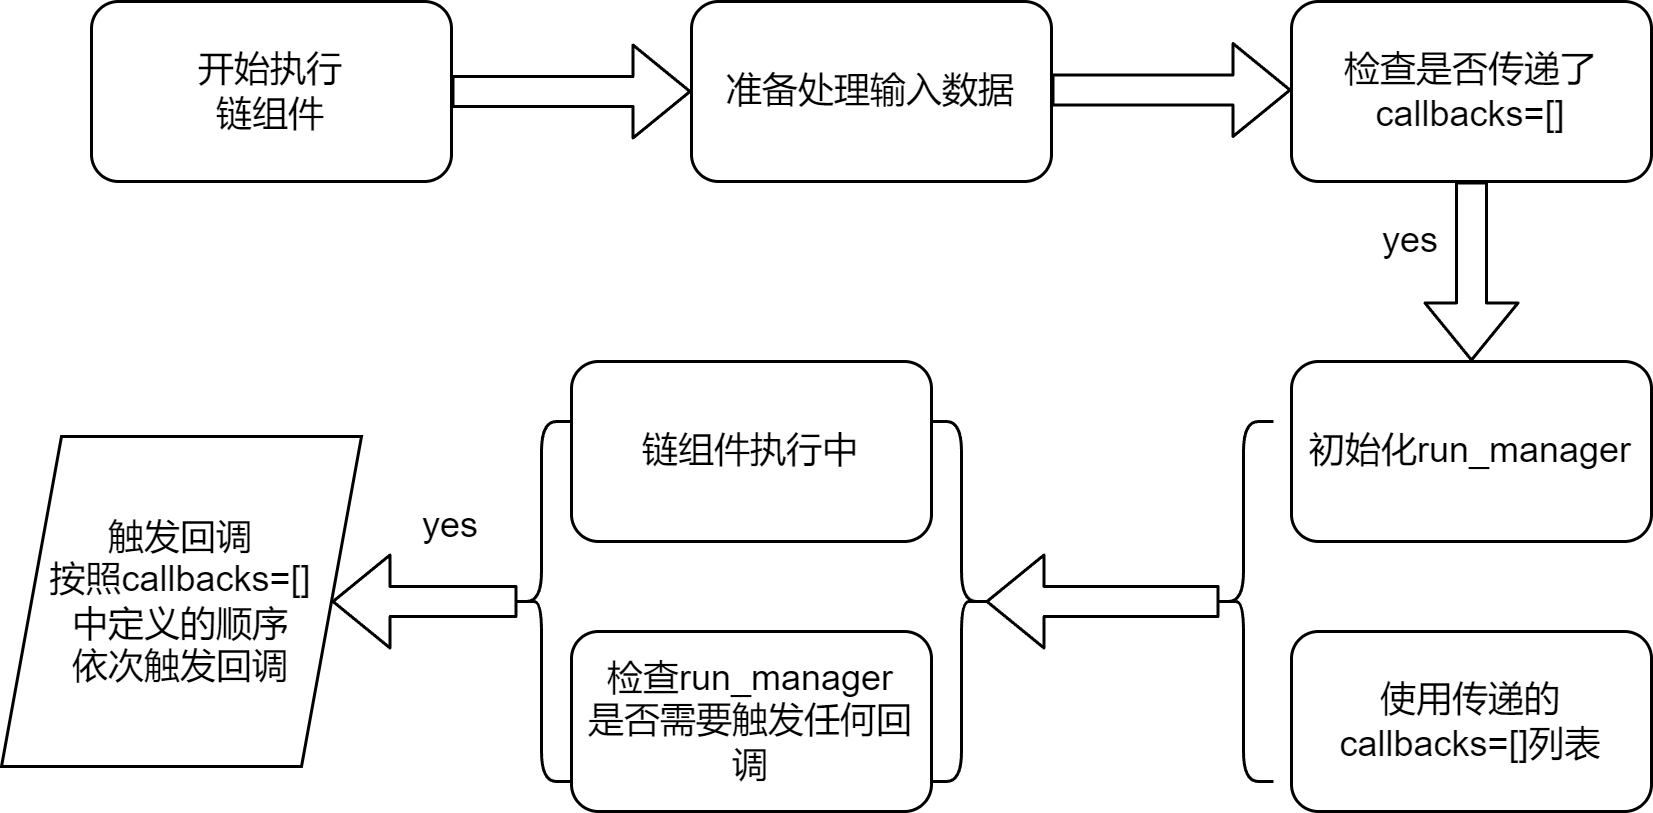 开始执行
链组件
准备处理输入数据
检查是否传递了
callbacks=[]
yes
初始化run_manager
使用传递的
callbacks=[]列表
链组件执行中
检查run_manager
是否需要触发任何回
调
yes
触发回调
按照callbacks=[]
中定义的顺序
依次触发回调